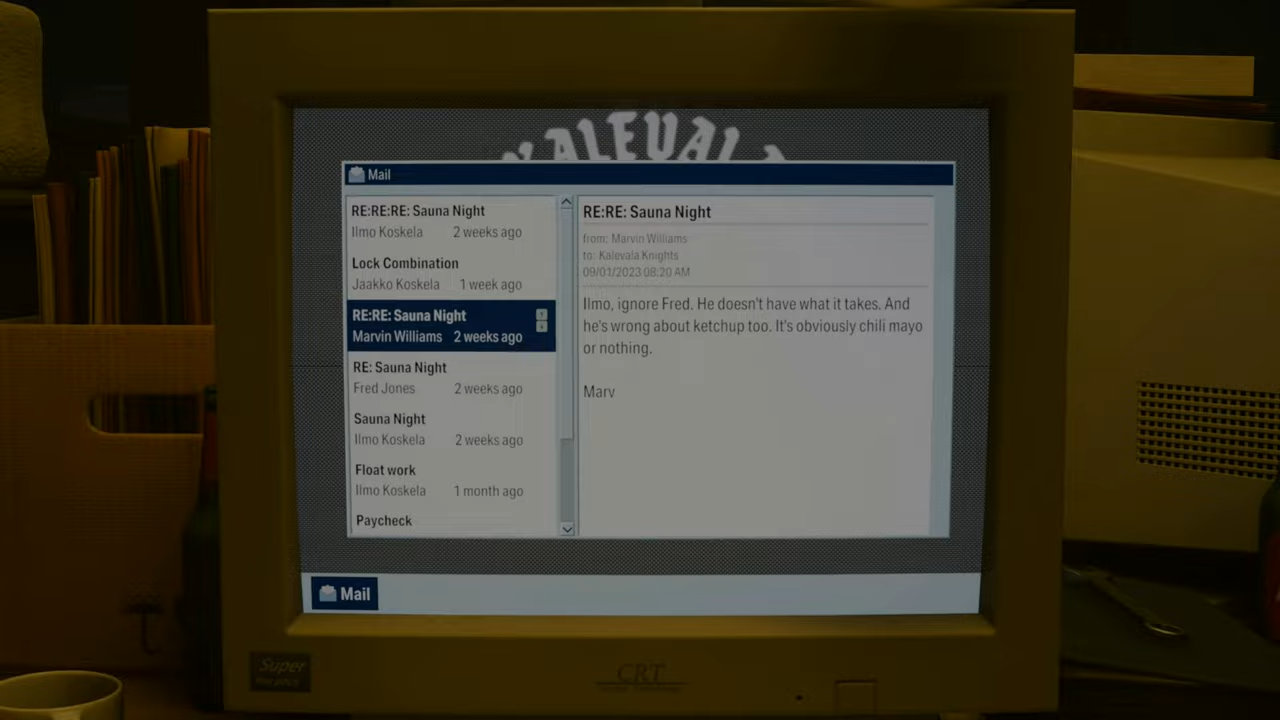 KALEVALA
Mail
RE:RE:RE: Sauna Night
Ilmo Koskela 2 weeks ago
Lock Combination
Jaakko Koskela 1 week ago
RE:RE: Sauna Night
Marvin Williams 2 weeks ago
RE: Sauna Night
Fred Jones 2 weeks ago
Sauna Night
Ilmo Koskela 2 weeks ago
Float work
Ilmo Koskela 1 month ago
Paycheck
RE:RE: Sauna Night
from: Marvin Williams
to: Kalevala Knights
09/01/2023 08:20 AM
Ilmo, ignore Fred. He doesn't have what it takes. And
he's wrong about ketchup too. It's obviously chili mayo
or nothing.
Marv
Mail
Super
CRT